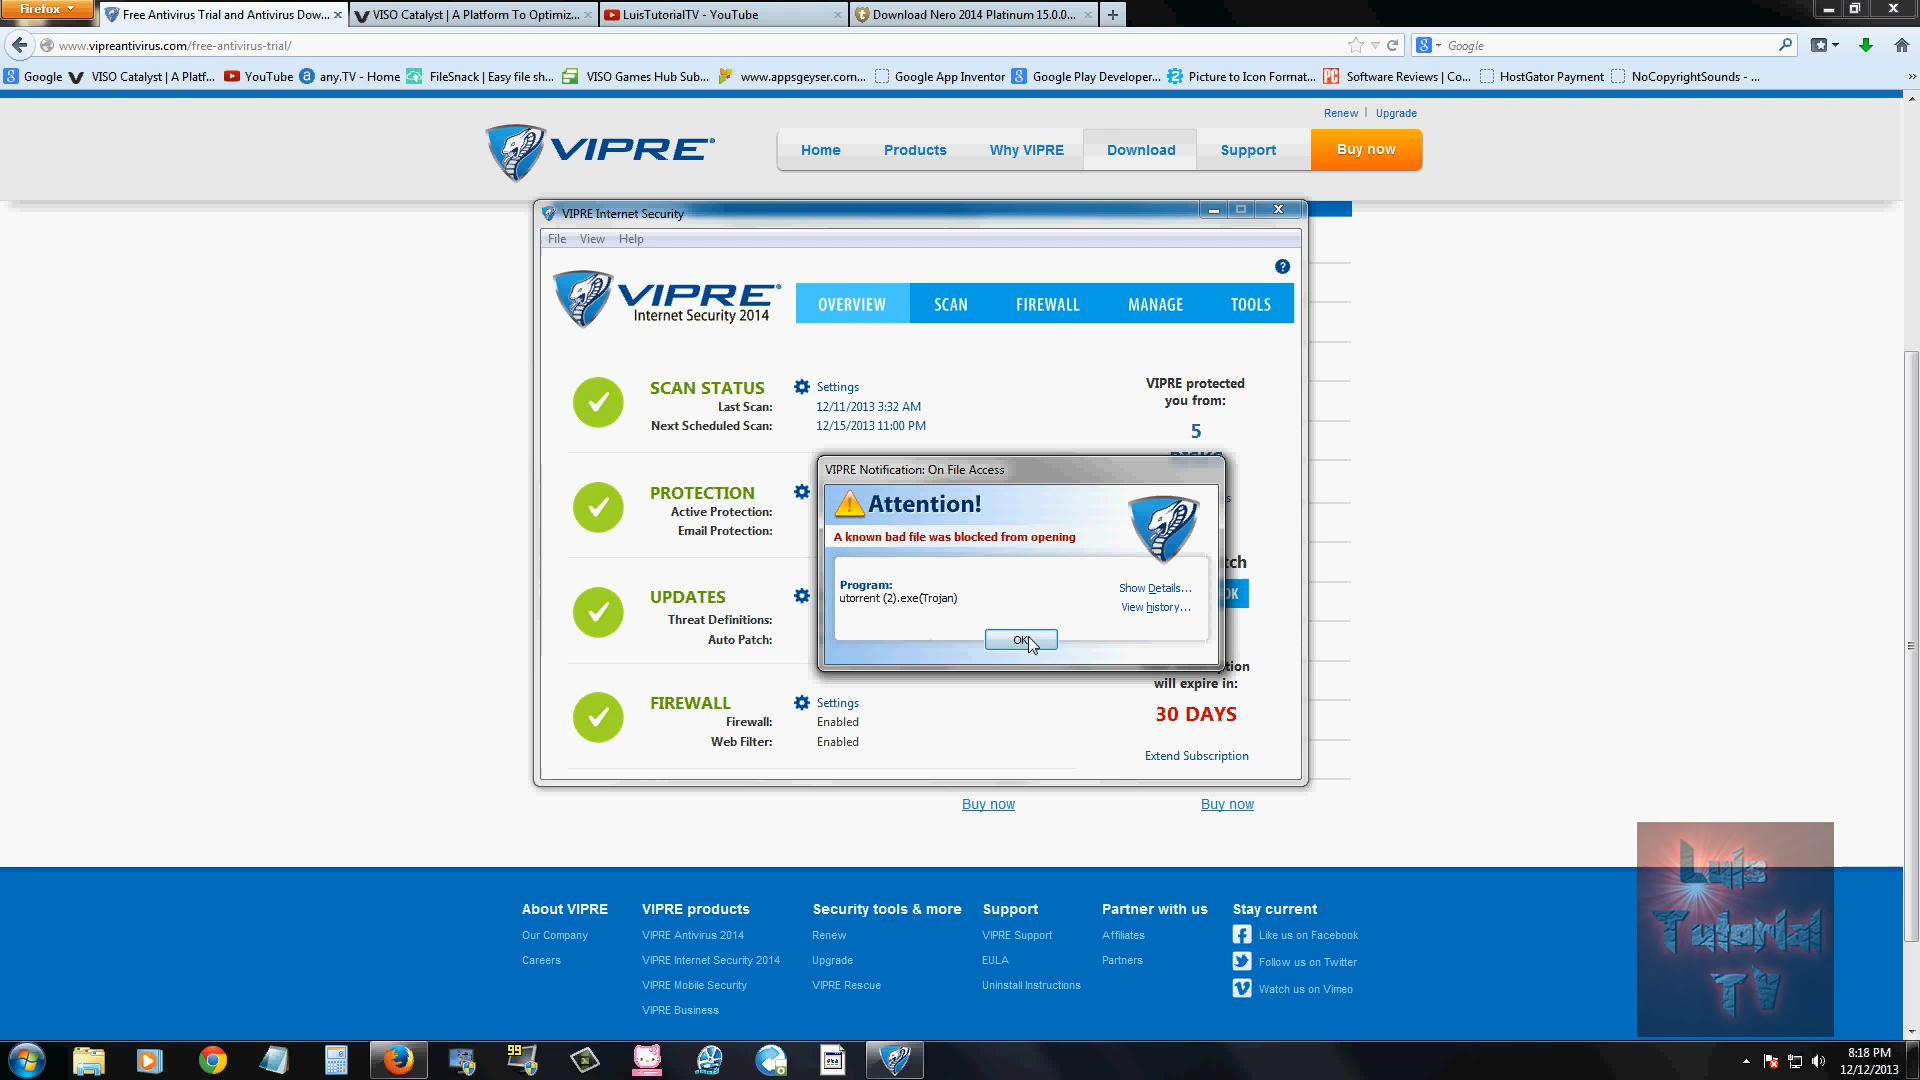 Firefox
Free Antivirus Trial and Antivirus Dow...
VISO Catalyst | A Platform To Optimiz...
LuisTutorialTV - YouTube
Download Nero 2014 Platinum 15.0.0...
www.vipreantivirus.com/free-antivirus-trial/
Google
Google
VISO Catalyst | A Platf...
YouTube
any.TV - Home
FileSnack | Easy file sh...
VISO Games Hub Sub...
www.appsgeyser.com...
Google App Inventor
Google Play Developer...
Picture to Icon Format...
Software Reviews | Co...
HostGator Payment
NoCopyrightSounds - ...
Renew | Upgrade
VIPRE
Home
Products
Why VIPRE
Download
Support
Buy now
VIPRE Internet Security
File View Help
VIPRE
Internet Security 2014
OVERVIEW
SCAN
FIREWALL
MANAGE
TOOLS
SCAN STATUS
Settings
Last Scan: 12/11/2013 3:32 AM
Next Scheduled Scan: 12/15/2013 11:00 PM
VIPRE protected
you from:
5
PROTECTION
Active Protection:
Email Protection:
UPDATES
Threat Definitions:
Auto Patch:
FIREWALL
Settings
Firewall: Enabled
Web Filter: Enabled
VIPRE Notification: On File Access
Attention!
A known bad file was blocked from opening
Program:
utorrent (2).exe(Trojan)
Show Details...
View history...
OK
will expire in:
30 DAYS
Extend Subscription
Buy now
Buy now
About VIPRE
Our Company
Careers
VIPRE products
VIPRE Antivirus 2014
VIPRE Internet Security 2014
VIPRE Mobile Security
VIPRE Business
Security tools & more
Renew
Upgrade
VIPRE Rescue
Support
VIPRE Support
EULA
Uninstall Instructions
Partner with us
Affiliates
Partners
Stay current
Like us on Facebook
Follow us on Twitter
Watch us on Vimeo
Luis
Tutorial
TV
99
8:18 PM
12/12/2013